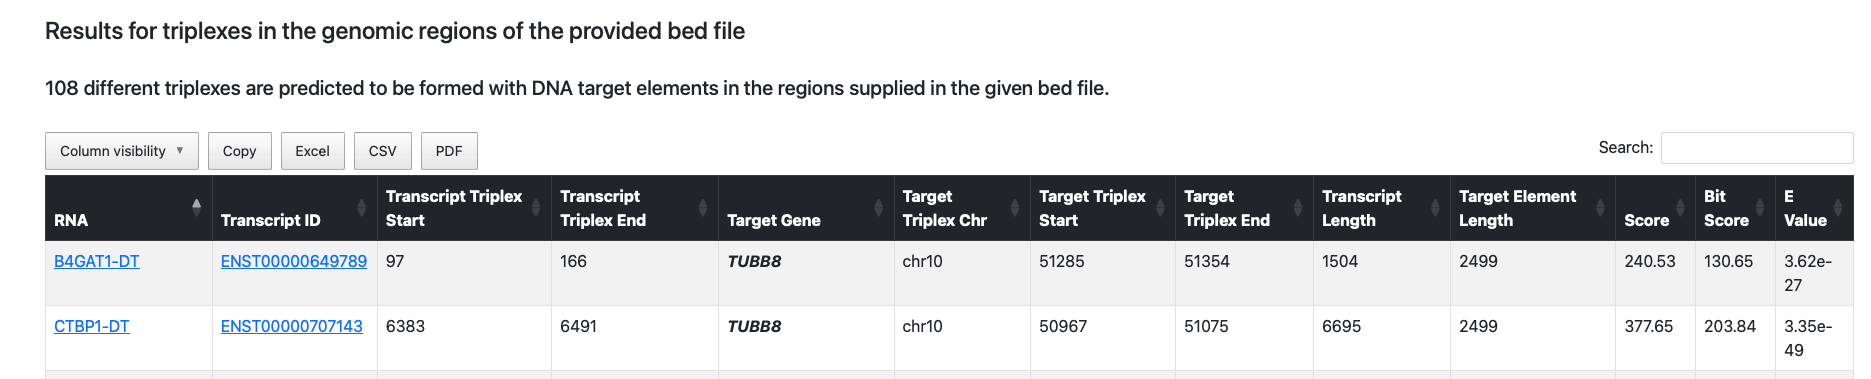 Results for triplexes in the genomic regions of the provided bed file
108 different triplexes are predicted to be formed with DNA target elements in the regions supplied in the given bed file.
Column visibility ▼ Copy Excel CSV PDF Search:
RNA Transcript ID Transcript Triplex Start Transcript Triplex End Target Gene Target Triplex Chr Target Triplex Start Target Triplex End Transcript Length Target Element Length Score Bit Score E Value
B4GAT1-DT ENST00000649789 97 166 TUBB8 chr10 51285 51354 1504 2499 240.53 130.65 3.62e-27
CTBP1-DT ENST00000707143 6383 6491 TUBB8 chr10 50967 51075 6695 2499 377.65 203.84 3.35e-49